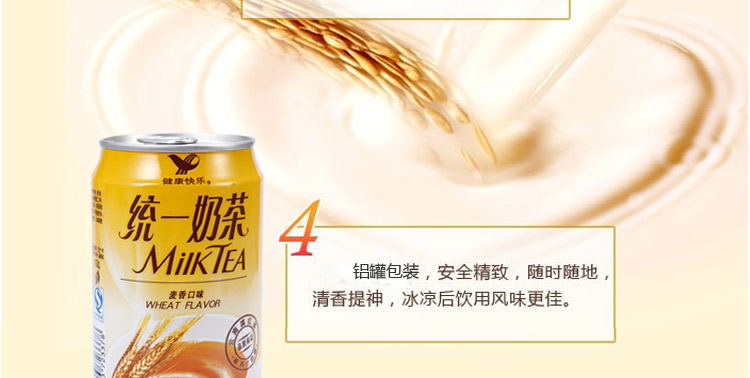 健康快乐
统一奶茶
MilkTEA
麦香口味
WHEAT FLAVOR
4
铝罐包装，安全精致，随时随地，
清香提神，冰凉后饮用风味更佳。